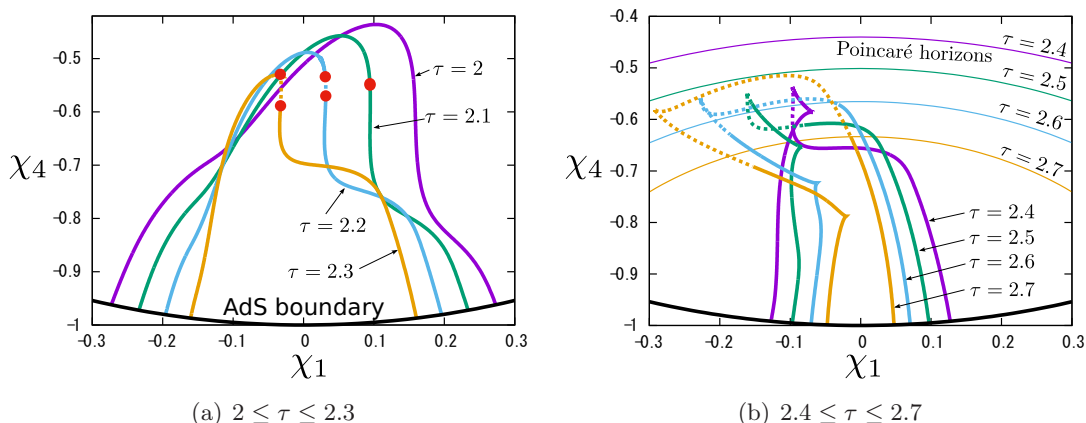 χ4
-0.5
-0.6
-0.7
-0.8
-0.9
-1
-0.3
-0.2
-0.1
0
0.1
0.2
0.3
χ1
τ = 2
τ = 2.1
τ = 2.2
τ = 2.3
AdS boundary
(a) 2 ≤ τ ≤ 2.3
χ4
-0.4
-0.5
-0.6
-0.7
-0.8
-0.9
-1
-0.3
-0.2
-0.1
0
0.1
0.2
0.3
χ1
Poincaré horizons
τ = 2.4
τ = 2.5
τ = 2.6
τ = 2.7
τ = 2.4
τ = 2.5
τ = 2.6
τ = 2.7
(b) 2.4 ≤ τ ≤ 2.7